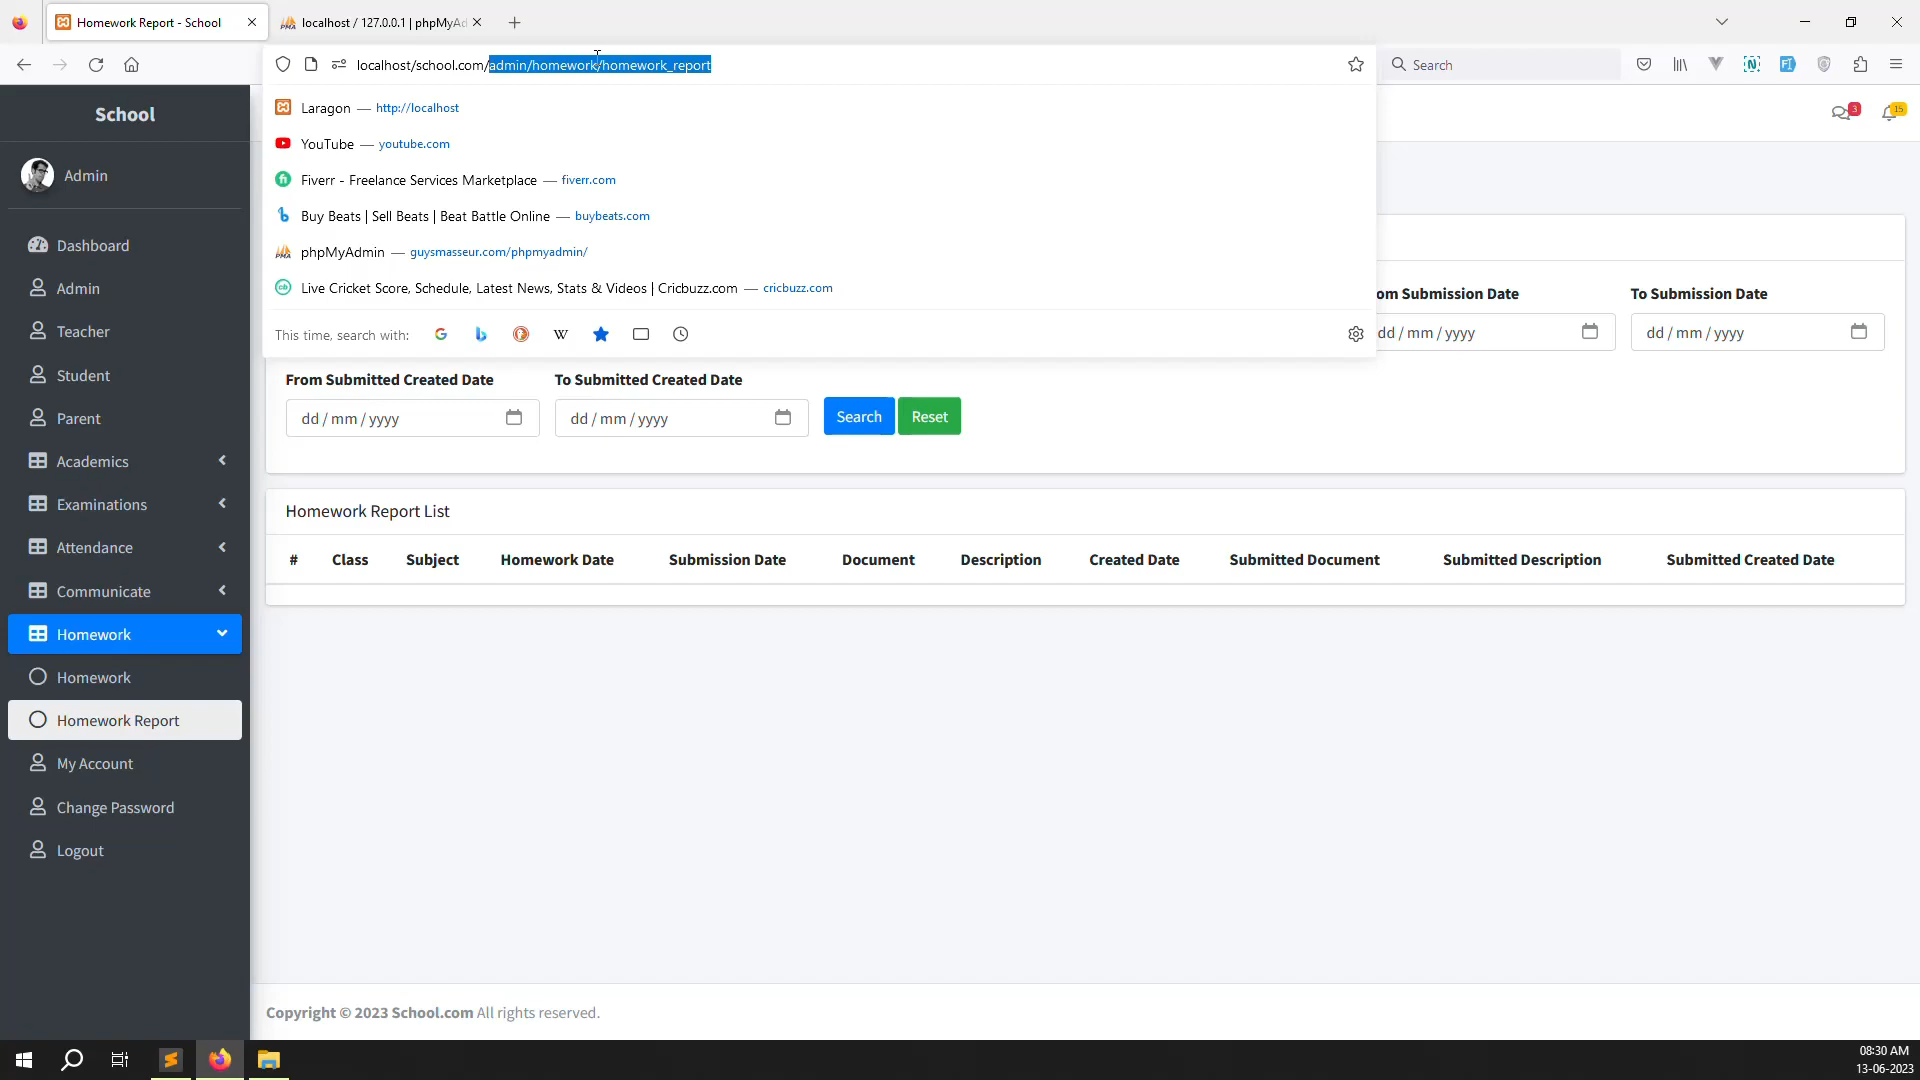 Homework Report - School
localhost / 127.0.0.1 | phpMyAd
localhost/school.com/admin/homework/homework_report
Search
Laragon — http://localhost
YouTube — youtube.com
Fiverr - Freelance Services Marketplace — fiverr.com
Buy Beats | Sell Beats | Beat Battle Online — buybeats.com
phpMyAdmin — guysmasseur.com/phpmyadmin/
Live Cricket Score, Schedule, Latest News, Stats & Videos | Cricbuzz.com — cricbuzz.com
This time, search with:
School
3
15
Admin
Dashboard
Admin
Teacher
Student
Parent
Academics
Examinations
Attendance
Communicate
Homework
Homework
Homework Report
My Account
Change Password
Logout
om Submission Date
To Submission Date
dd / mm / yyyy
dd / mm / yyyy
From Submitted Created Date
To Submitted Created Date
dd / mm / yyyy
dd / mm / yyyy
Search
Reset
Homework Report List
# Class Subject Homework Date Submission Date Document Description Created Date Submitted Document Submitted Description Submitted Created Date
Copyright © 2023 School.com All rights reserved.
08:30 AM
13-06-2023